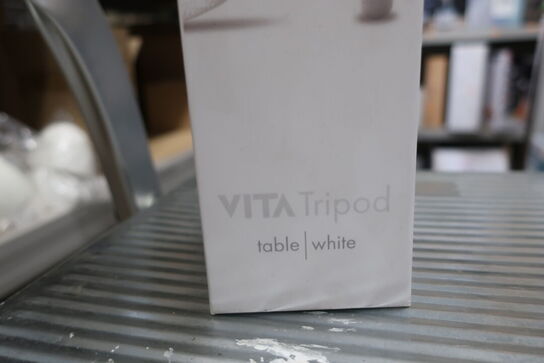 VITA Tripod
table | white